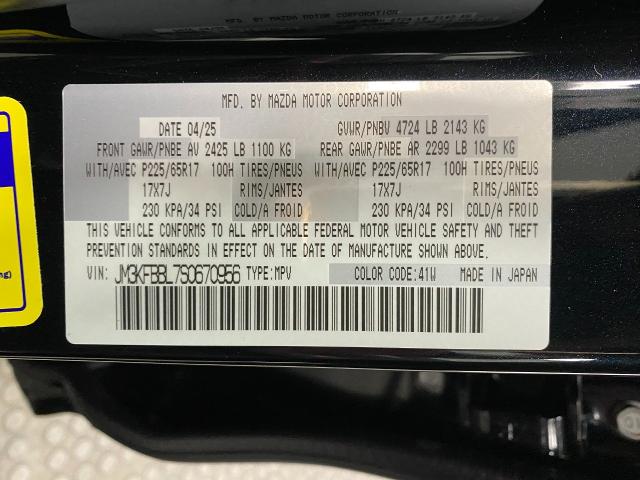 MFD. BY MAZDA MOTOR CORPORATION
MFD. BY MAZDA MOTOR CORPORATION
DATE 04/25 GVWR/PNBV 4724 LB 2143 KG
FRONT GAWR/PNBE AV 2425 LB 1100 KG REAR GAWR/PNBE AR 2299 LB 1043 KG
WITH/AVEC P225/65R17 100H TIRES/PNEUS WITH/AVEC P225/65R17 100H TIRES/PNEUS
17X7J RIMS/JANTES 17X7J RIMS/JANTES
230 KPA/34 PSI COLD/A FROID 230 KPA/34 PSI COLD/A FROID
THIS VEHICLE CONFORMS TO ALL APPLICABLE FEDERAL MOTOR VEHICLE SAFETY AND THEFT
PREVENTION STANDARDS IN EFFECT ON THE DATE OF MANUFACTURE SHOWN ABOVE.
VIN: JM3KFBBL7S0670956 TYPE:MPV COLOR CODE:41W MADE IN JAPAN